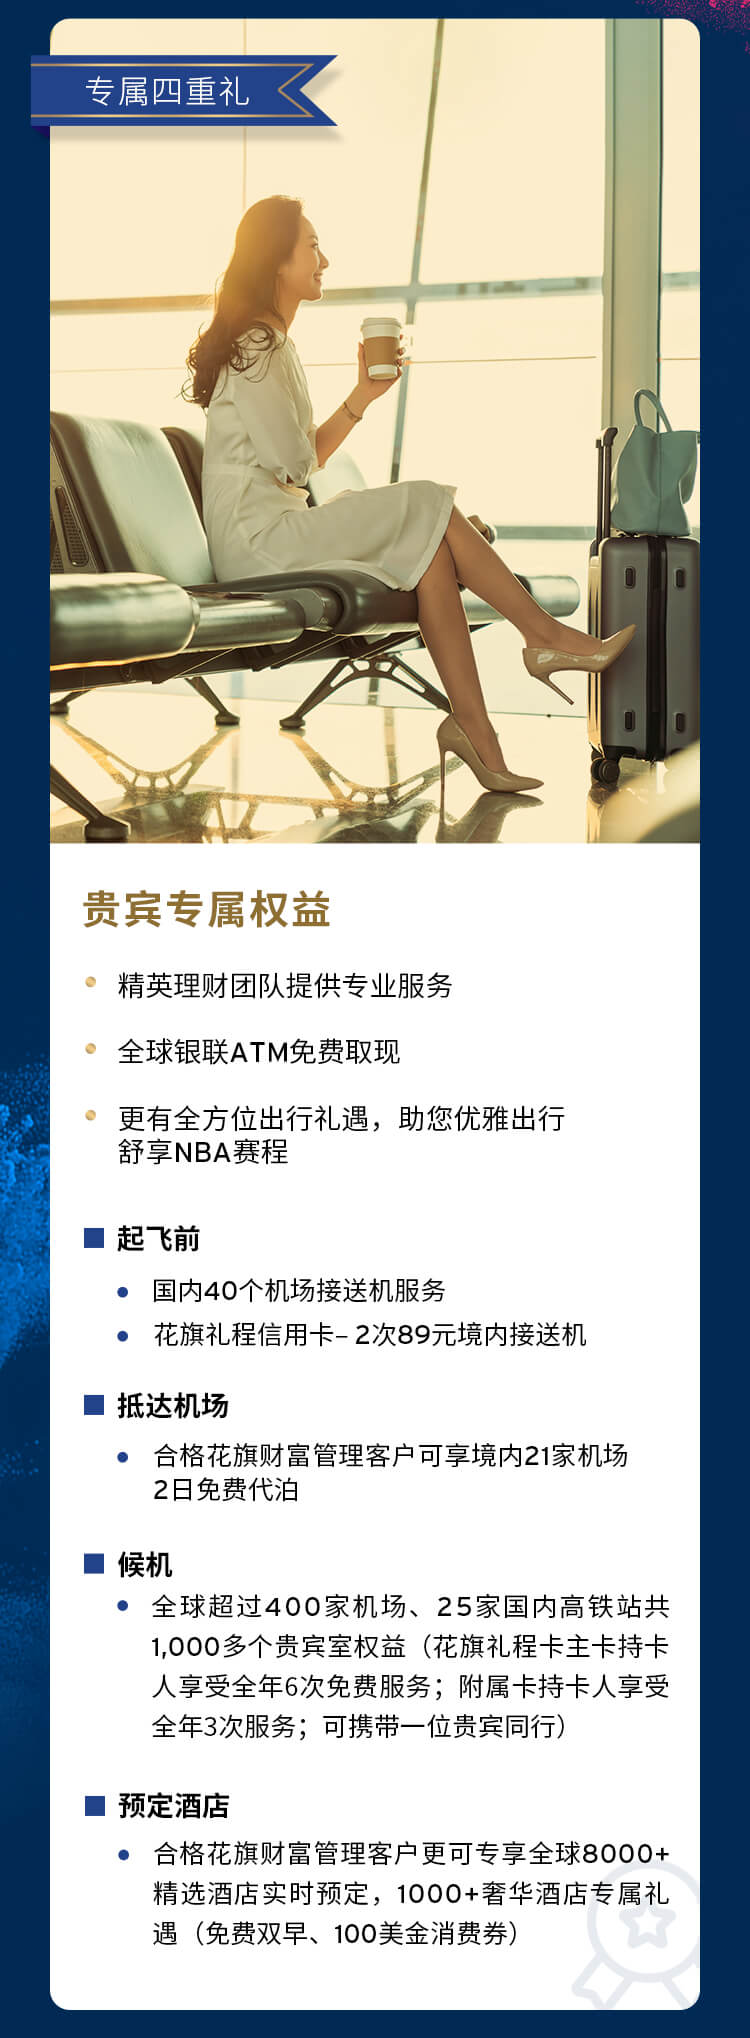 专属四重礼
贵宾专属权益
精英理财团队提供专业服务
全球银联ATM免费取现
更有全方位出行礼遇，助您优雅出行
舒享NBA赛程
起飞前
国内40个机场接送机服务
花旗礼程信用卡– 2次89元境内接送机
抵达机场
合格花旗财富管理客户可享境内21家机场
2日免费代泊
候机
全球超过400家机场、25家国内高铁站共
1,000多个贵宾室权益（花旗礼程卡主卡持卡
人享受全年6次免费服务；附属卡持卡人享受
全年3次服务；可携带一位贵宾同行）
预定酒店
合格花旗财富管理客户更可专享全球8000+
精选酒店实时预定，1000+奢华酒店专属礼
遇（免费双早、100美金消费券）